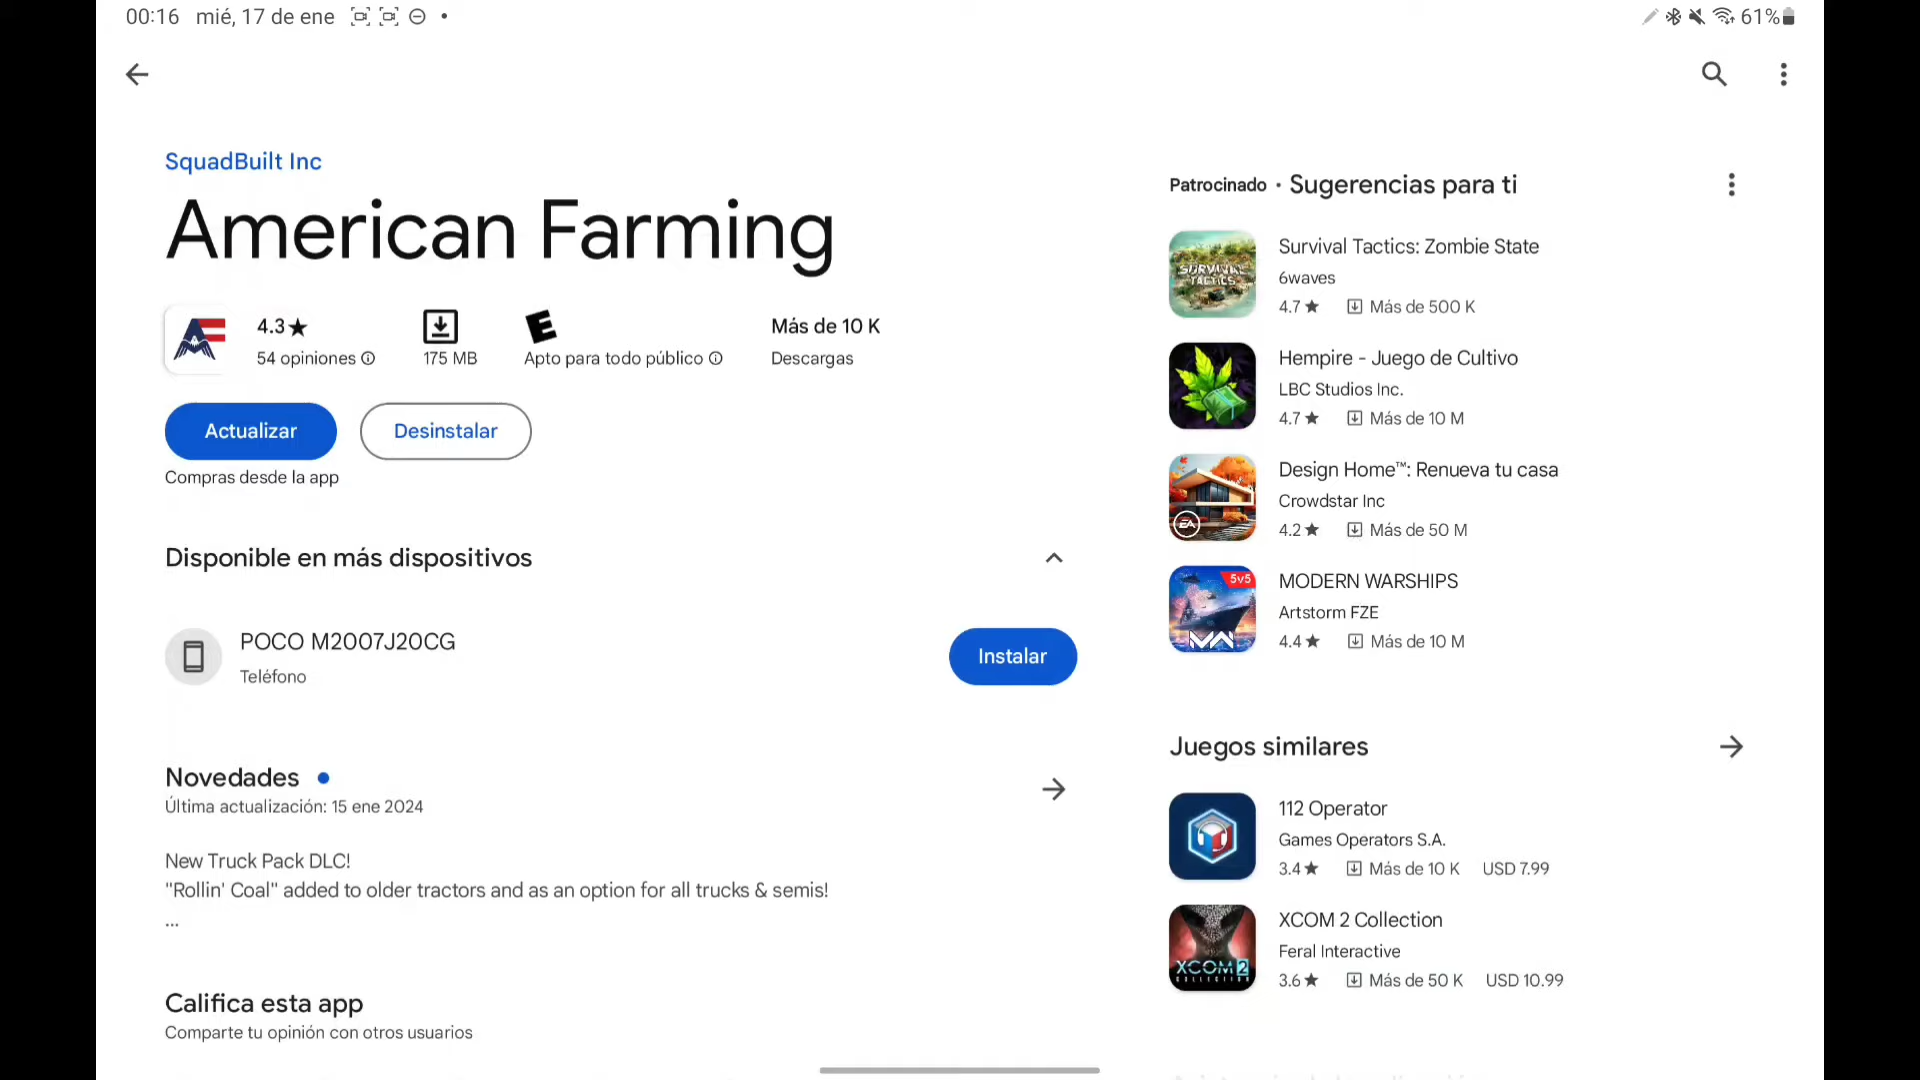 00:16 mié, 17 de ene
61%
SquadBuilt Inc
American Farming
4.3★
54 opiniones
175 MB
E
Apto para todo público
Más de 10 K
Descargas
Actualizar
Desinstalar
Compras desde la app
Disponible en más dispositivos
POCO M2007J20CG
Teléfono
Instalar
Novedades
Última actualización: 15 ene 2024
New Truck Pack DLC!
"Rollin' Coal" added to older tractors and as an option for all trucks & semis!
...
Califica esta app
Comparte tu opinión con otros usuarios
Patrocinado • Sugerencias para ti
SURVIVAL
TACTICS
Survival Tactics: Zombie State
6waves
4.7★ Más de 500 K
Hempire - Juego de Cultivo
LBC Studios Inc.
4.7★ Más de 10 M
EA
Design Home™: Renueva tu casa
Crowdstar Inc
4.2★ Más de 50 M
5v5
MODERN WARSHIPS
Artstorm FZE
4.4★ Más de 10 M
Juegos similares
112 Operator
Games Operators S.A.
3.4★ Más de 10 K USD 7.99
XCOM 2
COLLECTION
XCOM 2 Collection
Feral Interactive
3.6★ Más de 50 K USD 10.99